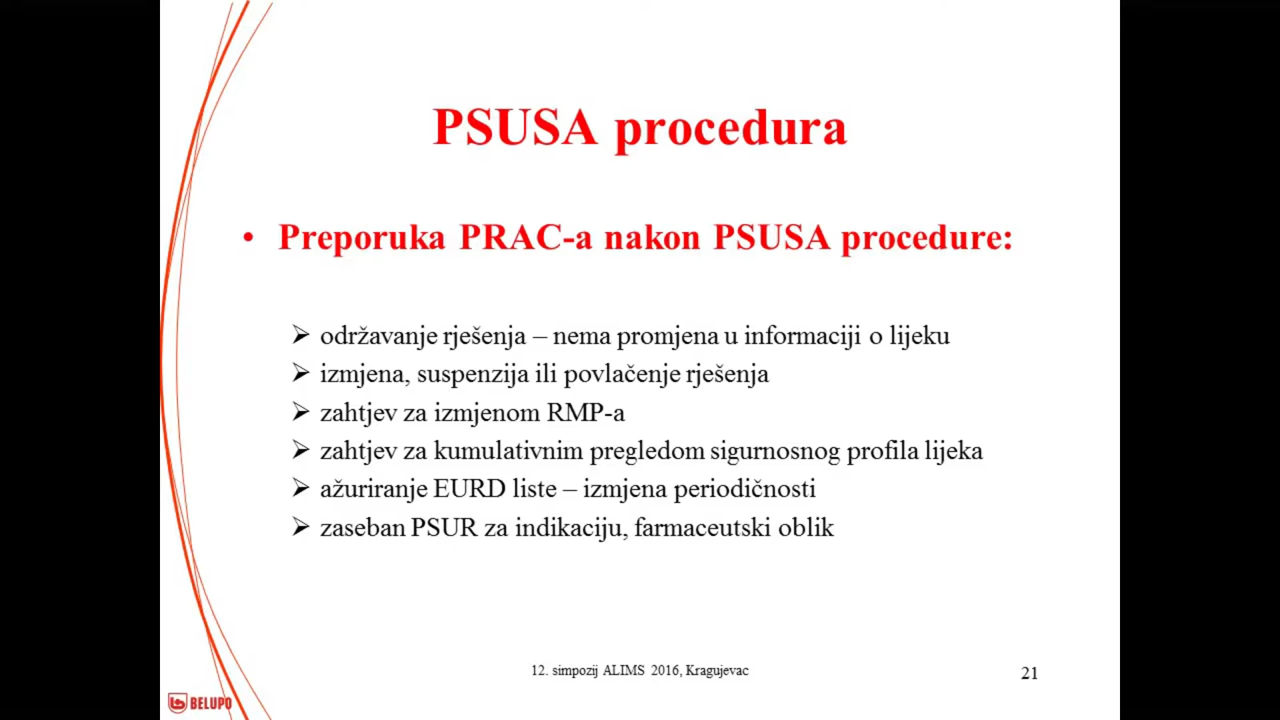 PSUSA procedura
• Preporuka PRAC-a nakon PSUSA procedure:
➢ održavanje rješenja – nema promjena u informaciji o lijeku
➢ izmjena, suspenzija ili povlačenje rješenja
➢ zahtjev za izmjenom RMP-a
➢ zahtjev za kumulativnim pregledom sigurnosnog profila lijeka
➢ ažuriranje EURD liste – izmjena periodičnosti
➢ zaseban PSUR za indikaciju, farmaceutski oblik
12. simpozij ALIMS 2016, Kragujevac
21
BELUPO